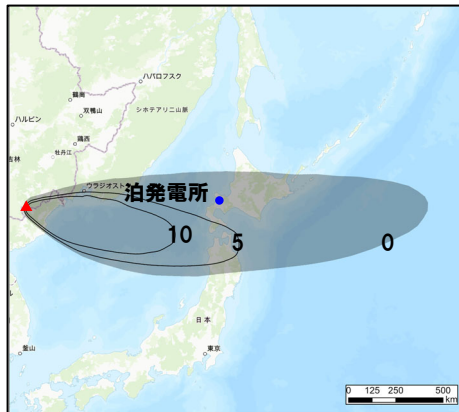 ハバロフスク
鶴崗
双鴨山
シホテアリニ山脈
ハルビン
鶏西
牡丹江
吉林
ウラジオスト
泊発電所
10
5
0
日本
釜山
東京
0 125 250 500
km